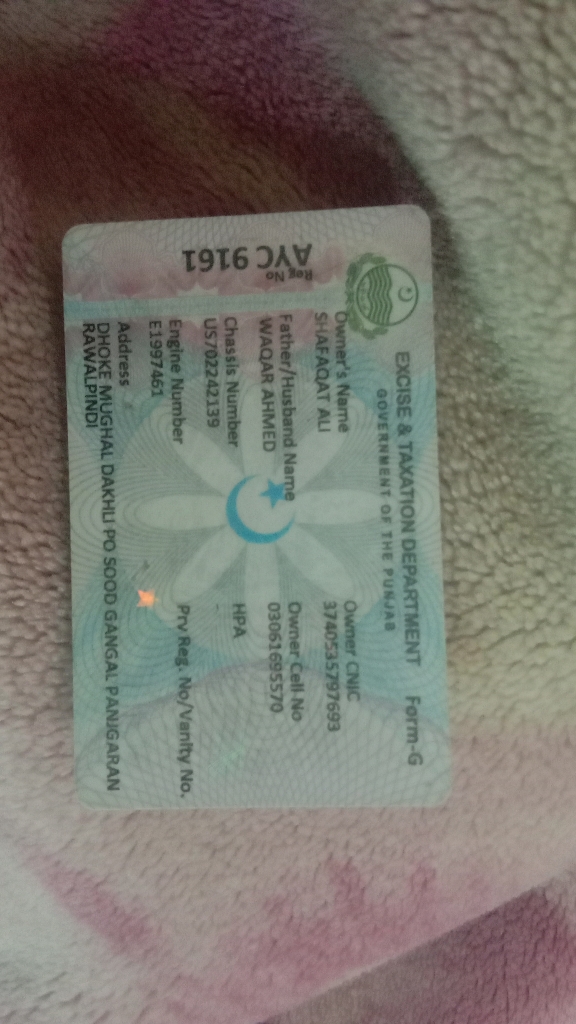 EXCISE & TAXATION DEPARTMENT Form-G
GOVERNMENT OF THE PUNJAB
Reg No
AYC 9161
Owner's Name
SHAFAQAT ALI
Owner CNIC
3740535797693
Father/Husband Name
WAQAR AHMED
Owner Cell No
03061695570
Chassis Number
US702242139
HPA
Engine Number
E1997461
Prv Reg. No/Vanity No.
Address
DHOKE MUGHAL DAKHLI PO SOOD GANGAL PANJGARAN
RAWALPINDI